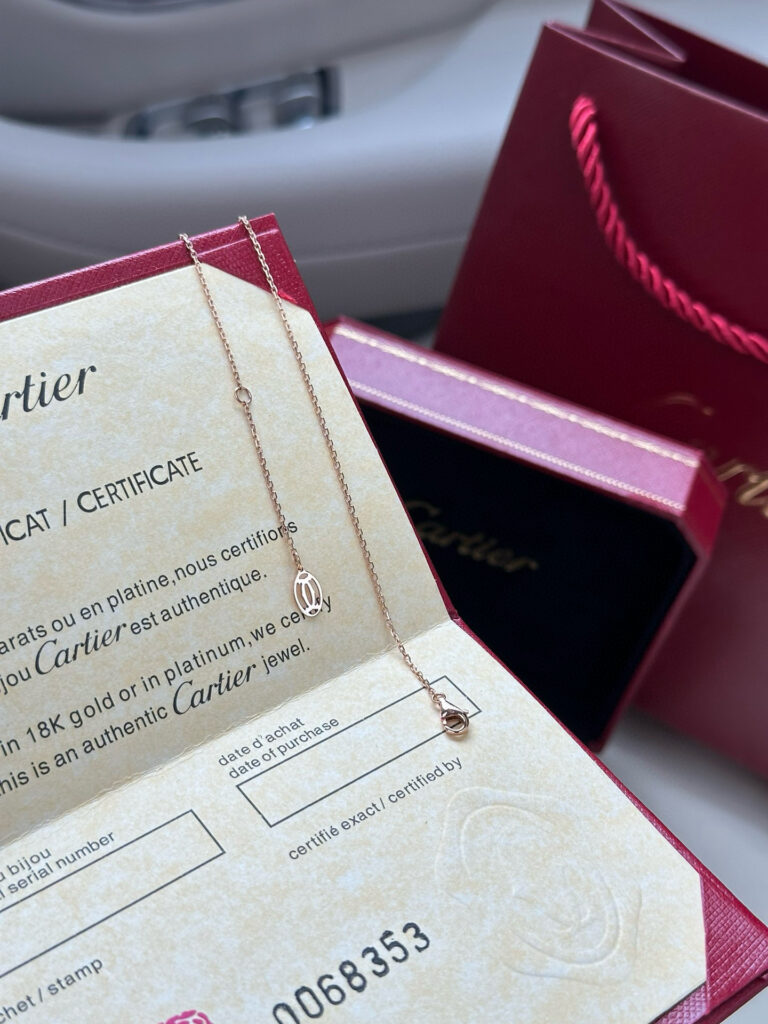 artier
ICAT / CERTIFICATE
arats ou en platine, nous certifions
jou Cartier est authentique.
in 18K gold or in platinum, we certify
his is an authentic Cartier jewel.
date d'achat
date of purchase
certifié exact / certified by
u bijou
l serial number
chet / stamp
0068353
Cartier
Carti